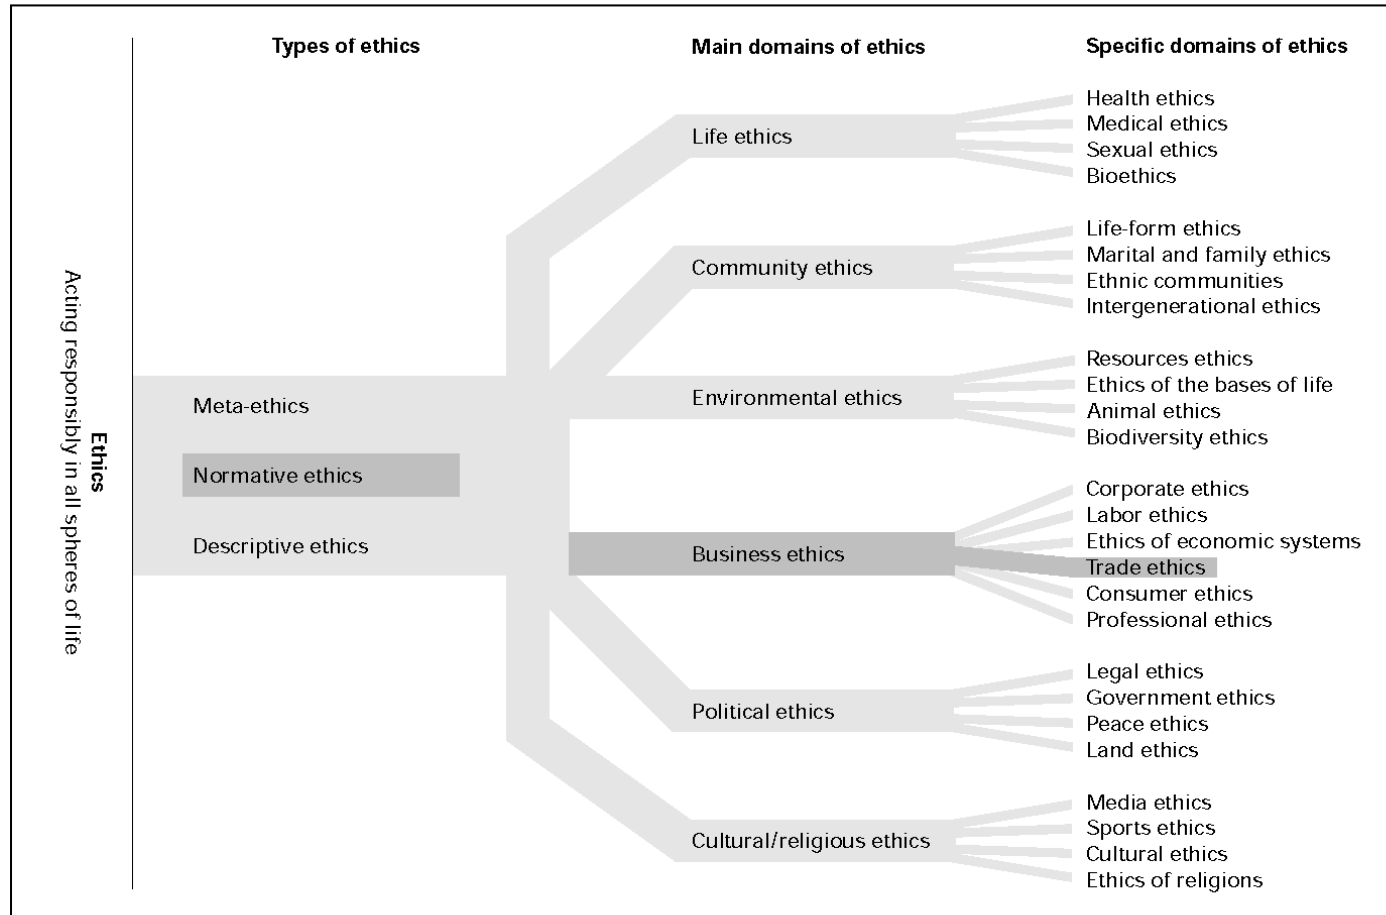 Types of ethics
Main domains of ethics
Specific domains of ethics
Ethics
Acting responsibly in all spheres of life
Meta-ethics
Normative ethics
Descriptive ethics
Life ethics
Health ethics
Medical ethics
Sexual ethics
Bioethics
Community ethics
Life-form ethics
Marital and family ethics
Ethnic communities
Intergenerational ethics
Environmental ethics
Resources ethics
Ethics of the bases of life
Animal ethics
Biodiversity ethics
Business ethics
Corporate ethics
Labor ethics
Ethics of economic systems
Trade ethics
Consumer ethics
Professional ethics
Political ethics
Legal ethics
Government ethics
Peace ethics
Land ethics
Cultural/religious ethics
Media ethics
Sports ethics
Cultural ethics
Ethics of religions